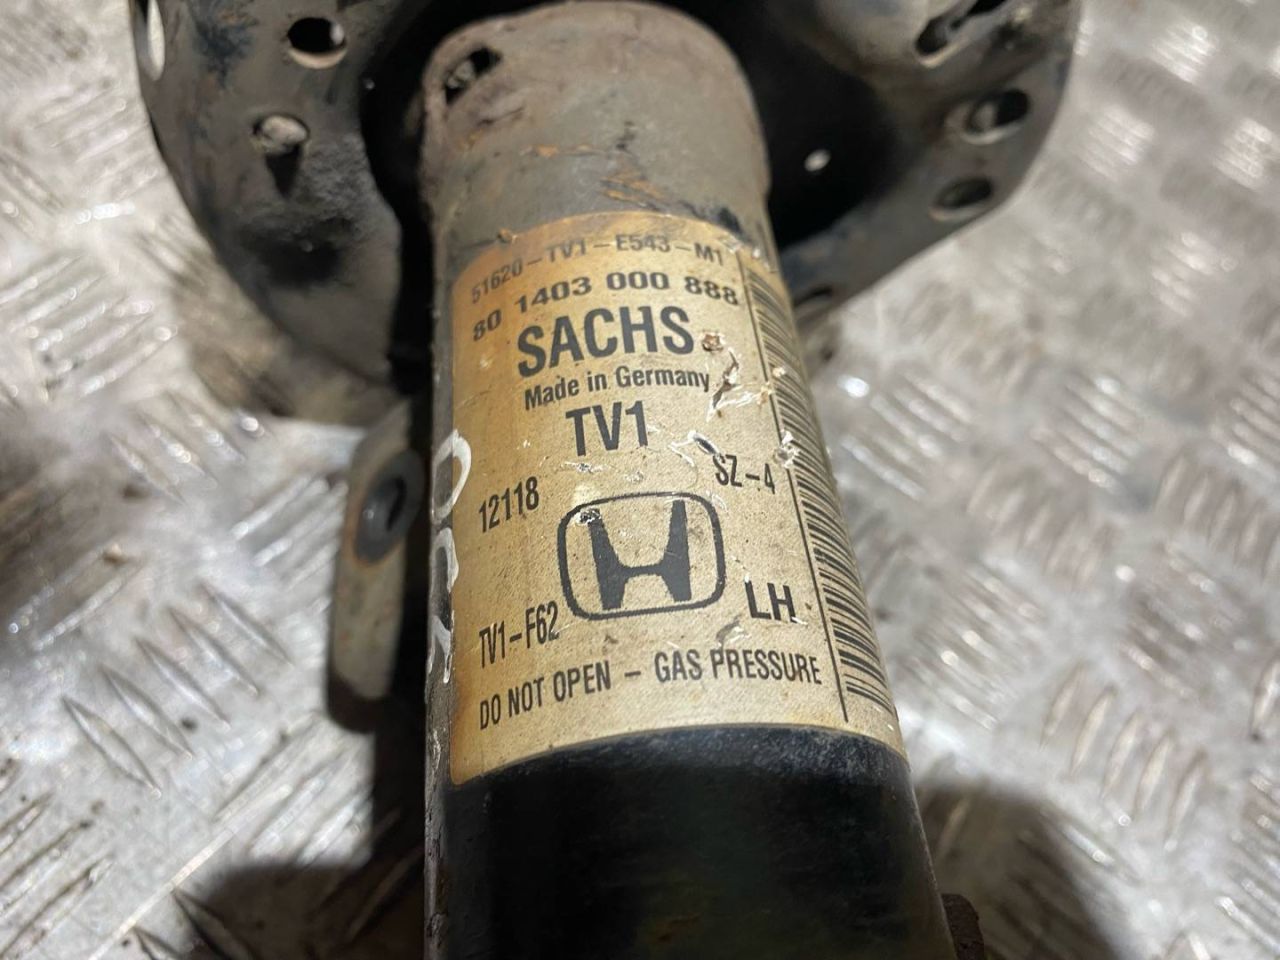 51620-TV1-E543-M1
80 1403 000 888
SACHS
Made in Germany
TV1
12118 SZ-4
TV1-F62 LH
DO NOT OPEN - GAS PRESSURE